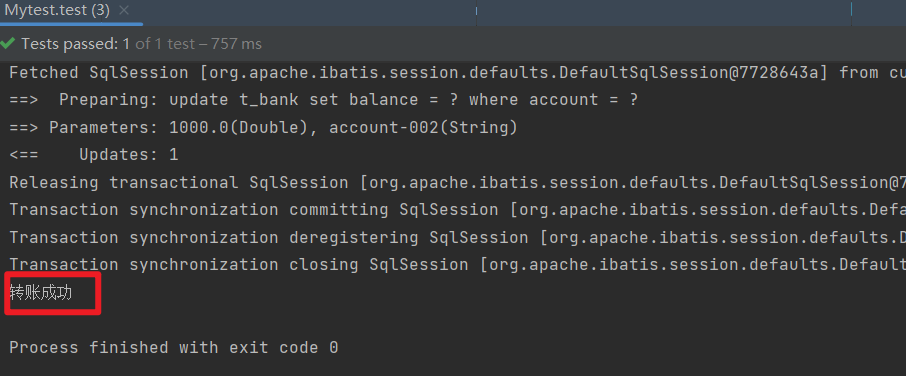 Mytest.test (3)
Tests passed: 1 of 1 test – 757 ms
Fetched SqlSession [org.apache.ibatis.session.defaults.DefaultSqlSession@7728643a] from cu
==>  Preparing: update t_bank set balance = ? where account = ?
==> Parameters: 1000.0(Double), account-002(String)
<==    Updates: 1
Releasing transactional SqlSession [org.apache.ibatis.session.defaults.DefaultSqlSession@7
Transaction synchronization committing SqlSession [org.apache.ibatis.session.defaults.Defa
Transaction synchronization deregistering SqlSession [org.apache.ibatis.session.defaults.D
Transaction synchronization closing SqlSession [org.apache.ibatis.session.defaults.Default
转账成功
Process finished with exit code 0